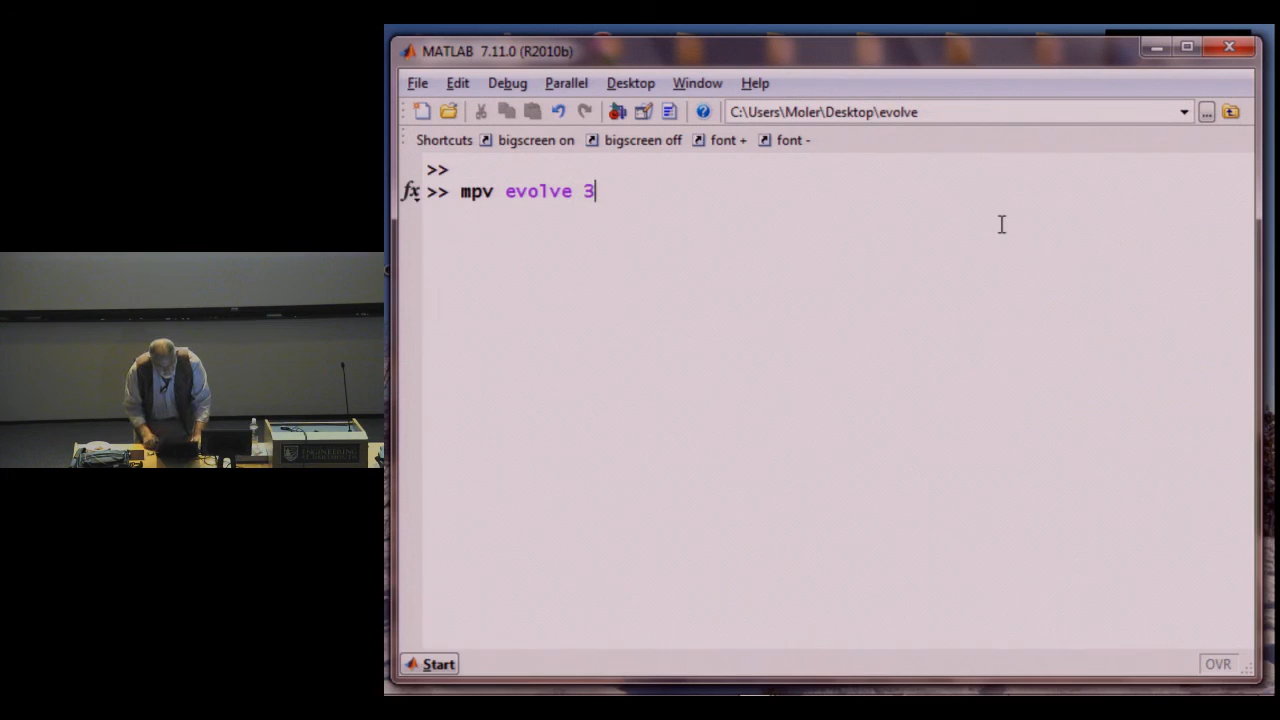 MATLAB 7.11.0 (R2010b)
File Edit Debug Parallel Desktop Window Help
C:\Users\Moler\Desktop\evolve
Shortcuts bigscreen on bigscreen off font + font -
>>
fx >> mpv evolve 3
ENGINEERING
Start
OVR